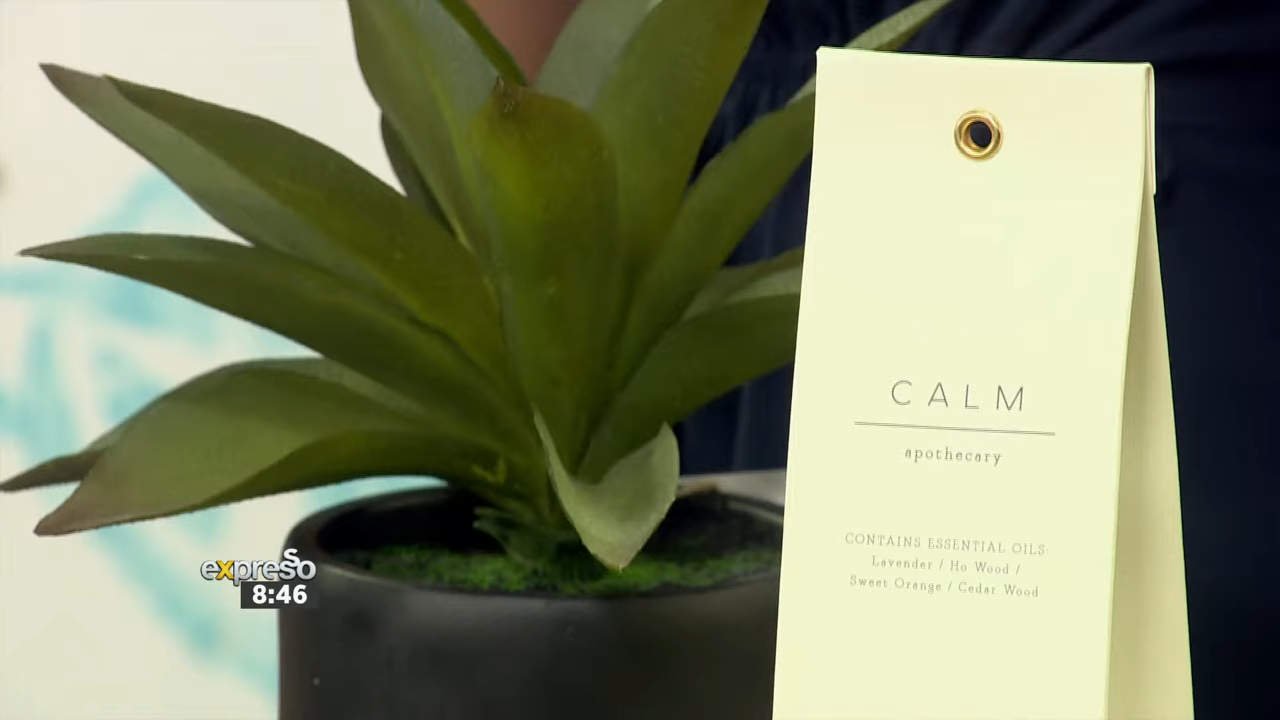 CALM
apothecary
CONTAINS ESSENTIAL OILS:
Lavender / Ho Wood /
Sweet Orange / Cedar Wood
expresso
8:46